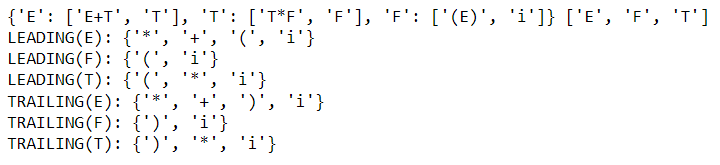 {'E': ['E+T', 'T'], 'T': ['T*F', 'F'], 'F': ['(E)', 'i']} ['E', 'F', 'T']
LEADING(E): {'*', '+', '(', 'i'}
LEADING(F): {'(', 'i'}
LEADING(T): {'(', '*', 'i'}
TRAILING(E): {'*', '+', ')', 'i'}
TRAILING(F): {')', 'i'}
TRAILING(T): {')', '*', 'i'}